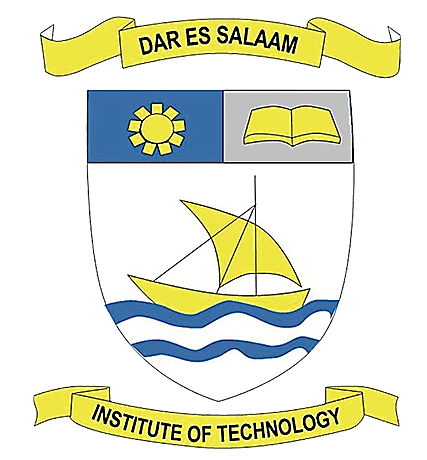 DAR ES SALAAM
INSTITUTE OF TECHNOLOGY